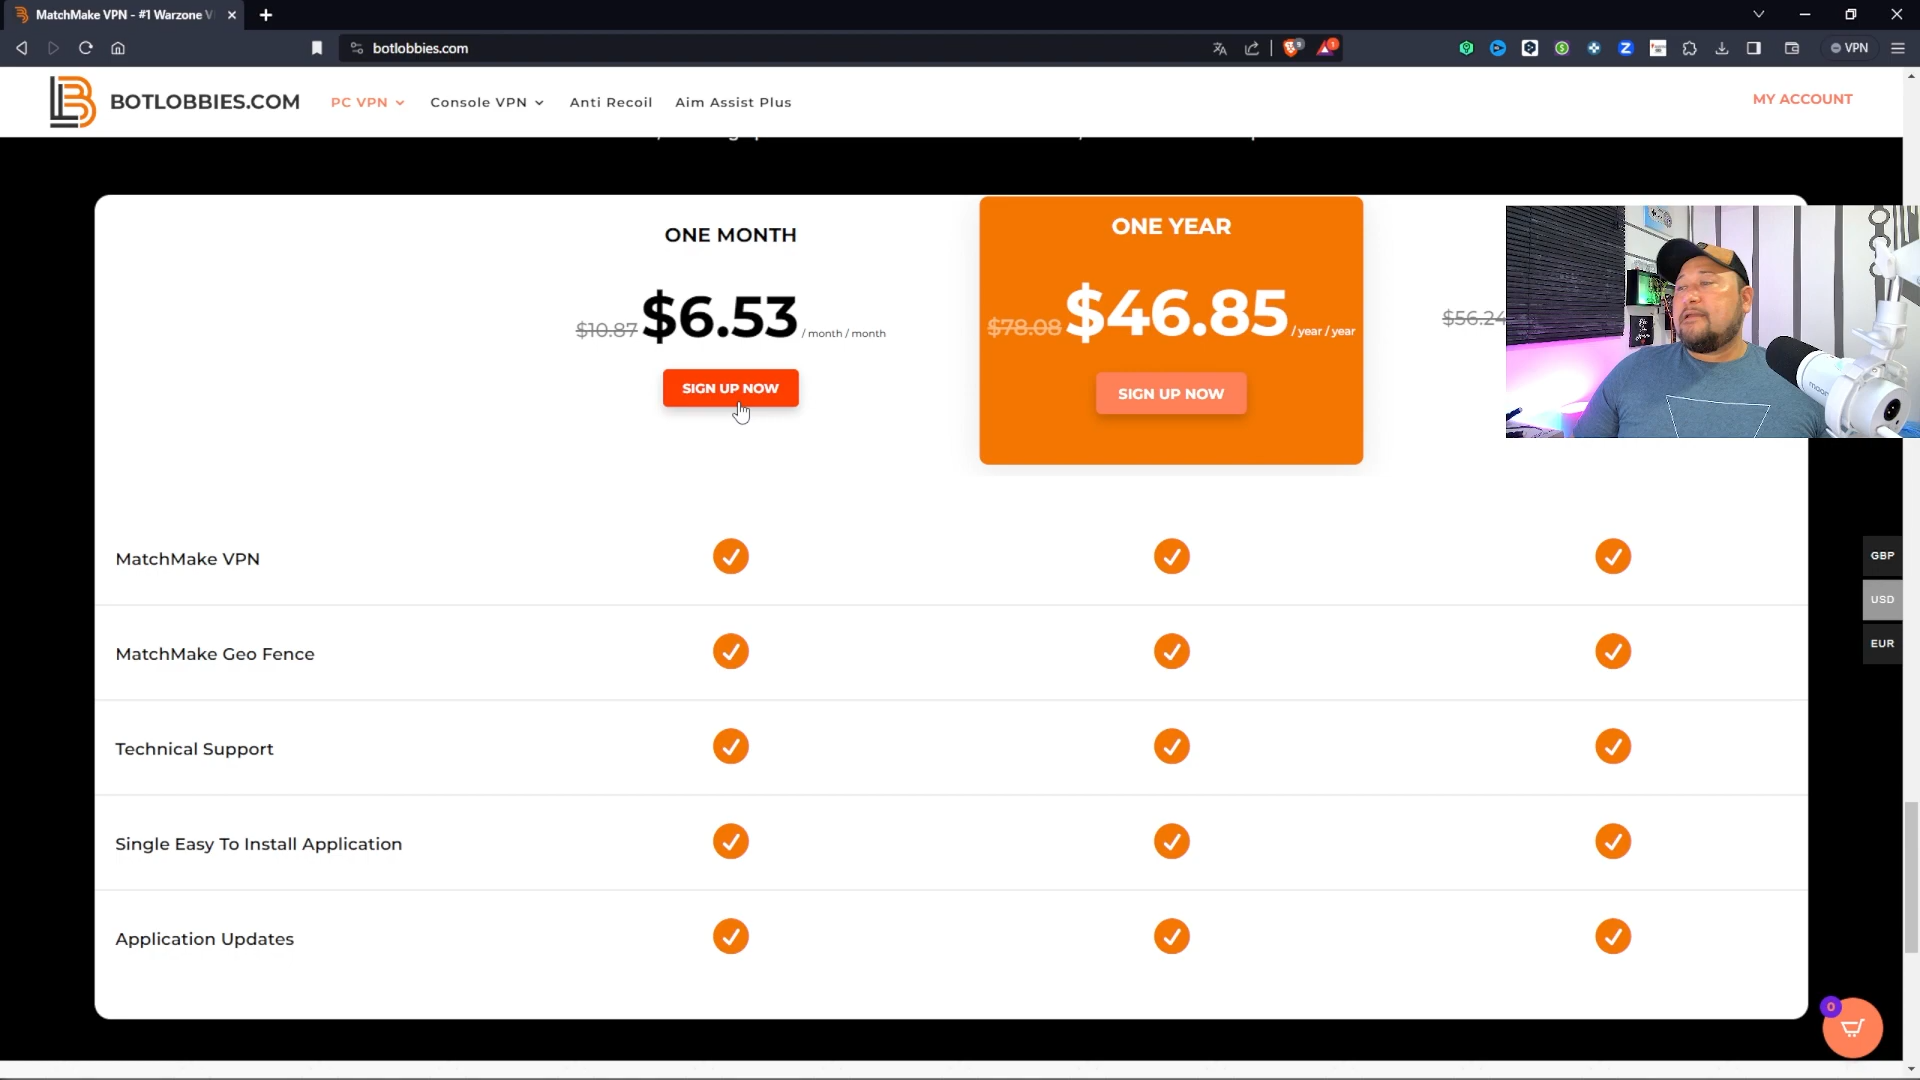 MatchMake VPN - #1 Warzone V
botlobbies.com
VPN
BOTLOBBIES.COM
PC VPN
Console VPN
Anti Recoil
Aim Assist Plus
MY ACCOUNT
ONE MONTH
$10.87 $6.53 / month / month
SIGN UP NOW
ONE YEAR
$78.08 $46.85 / year / year
SIGN UP NOW
$56.24
MatchMake VPN
MatchMake Geo Fence
Technical Support
Single Easy To Install Application
Application Updates
GBP
USD
EUR
0